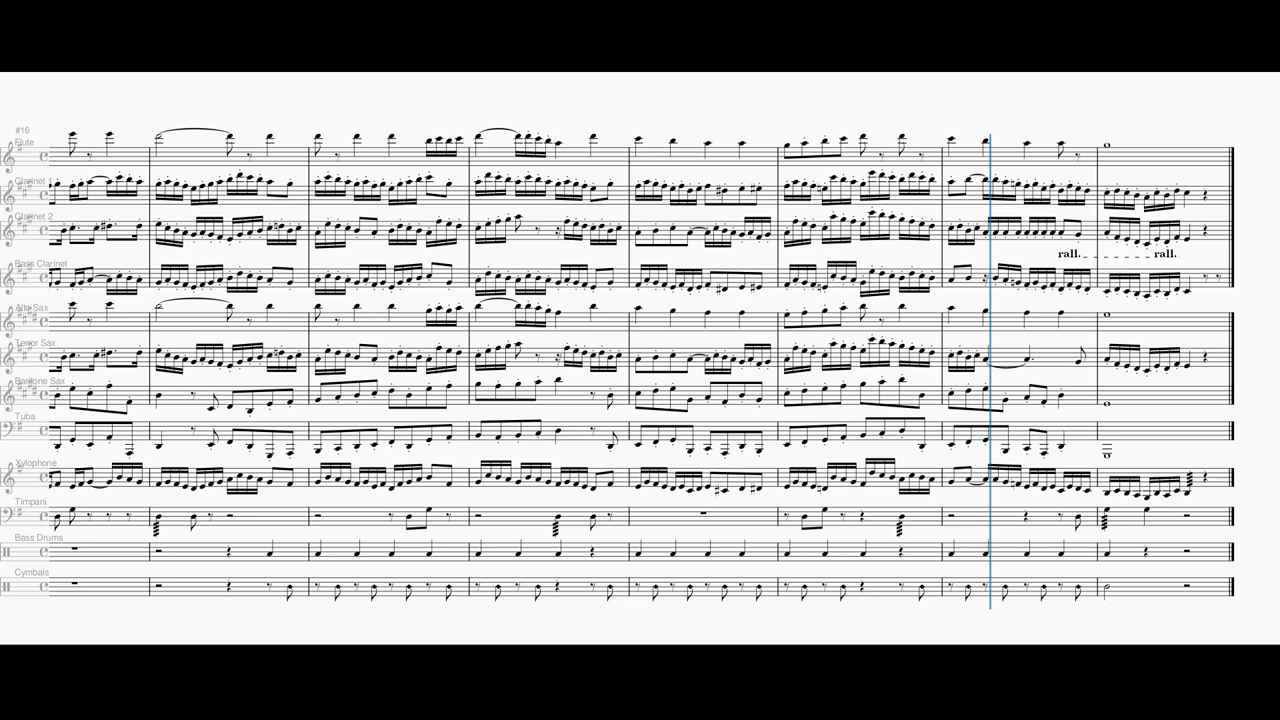 #16
Flute
Clarinet 1
Clarinet 2
rall. rall.
Bass Clarinet
Alto Sax
Tenor Sax
Baritone Sax
Tuba
Xylophone
Timpani
Bass Drums
Cymbals